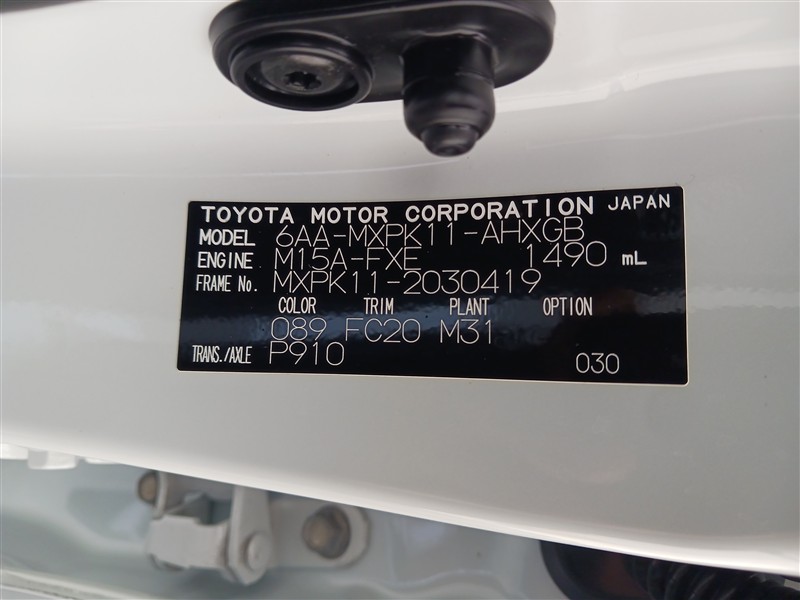 TOYOTA MOTOR CORPORATION JAPAN
MODEL 6AA-MXPK11-AHXGB
ENGINE M15A-FXE 1490 mL
FRAME No. MXPK11-2030419
COLOR TRIM PLANT OPTION
089 FC20 M31
TRANS./AXLE P910 030